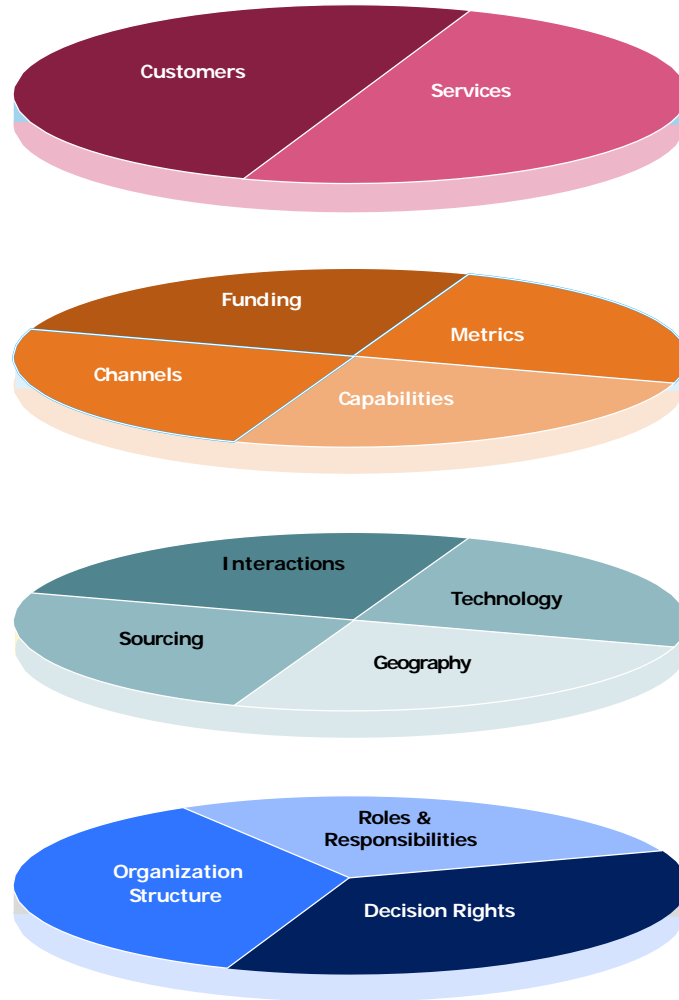 Customers
Services
Funding
Metrics
Channels
Capabilities
Interactions
Technology
Sourcing
Geography
Roles &
Responsibilities
Organization
Structure
Decision Rights